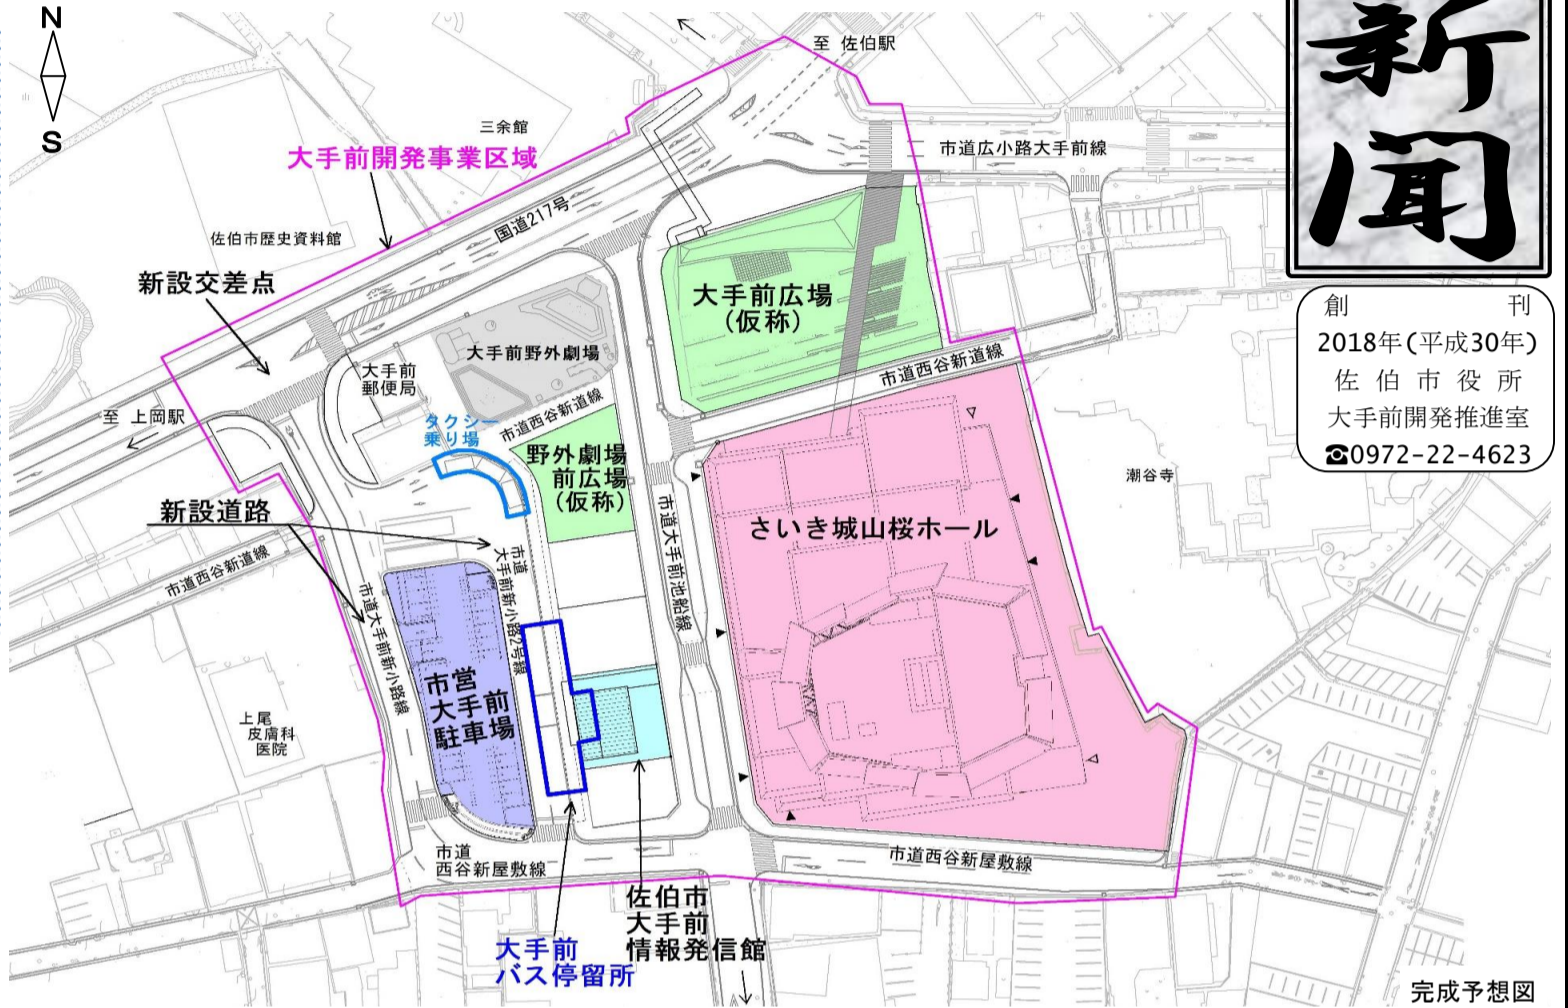 N
S
新
聞
創刊
2018年(平成30年)
佐伯市役所
大手前開発推進室
☎0972-22-4623
至 佐伯駅
三余館
大手前開発事業区域
市道広小路大手前線
国道217号
佐伯市歴史資料館
新設交差点
大手前広場
(仮称)
大手前野外劇場
大手前
郵便局
市道西谷新道線
至 上岡駅
タクシー
乗り場
市道西谷新道線
野外劇場
前広場
(仮称)
潮谷寺
新設道路
市道大手前池船線
さいき城山桜ホール
市道西谷新道線
市道
大手前新小路2号線
市道大手前新小路線
市営
大手前
駐車場
上尾
皮膚科
医院
市道
西谷新屋敷線
市道西谷新屋敷線
佐伯市
大手前
情報発信館
大手前
バス停留所
完成予想図